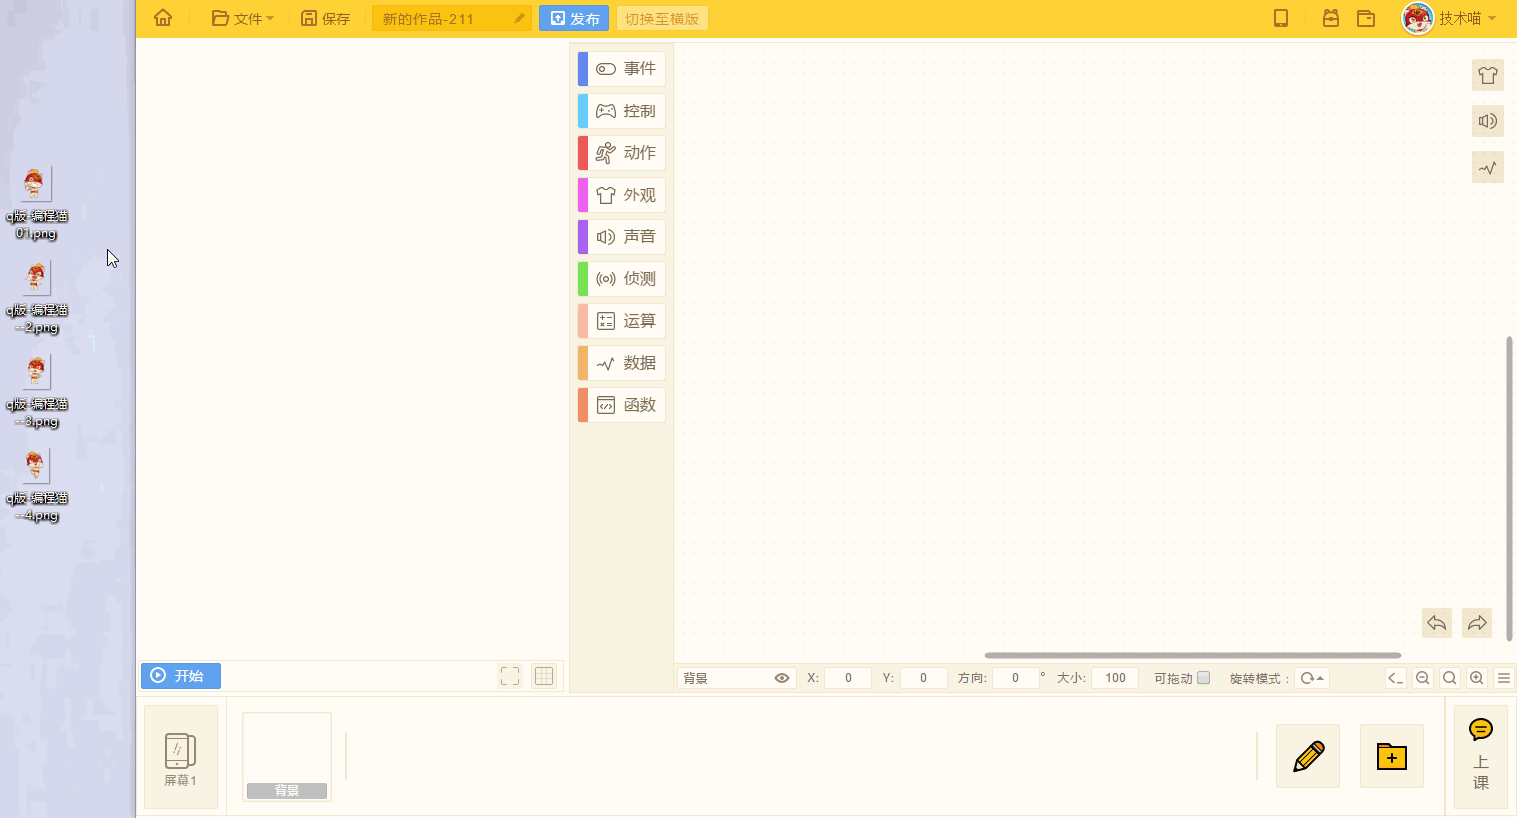 文件
保存
新的作品-211
发布
切换至横版
技术喵
q版-编程猫
01.png
q版-编程猫
--2.png
q版-编程猫
--3.png
q版-编程猫
--4.png
事件
控制
动作
外观
声音
侦测
运算
数据
函数
开始
背景
X: 0
Y: 0
方向: 0 °
大小: 100
可拖动
旋转模式 :
屏幕1
背景
上
课